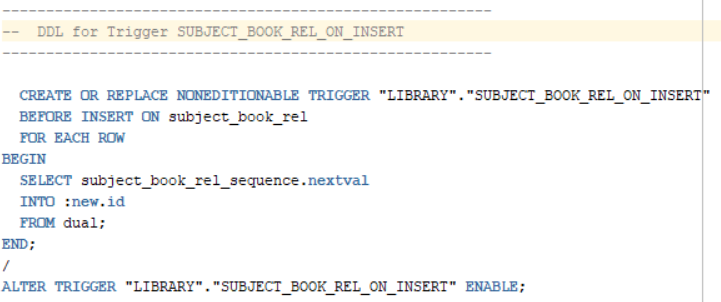 --------------------------------------------------------
--  DDL for Trigger SUBJECT_BOOK_REL_ON_INSERT
--------------------------------------------------------
  CREATE OR REPLACE NONEDITIONABLE TRIGGER "LIBRARY"."SUBJECT_BOOK_REL_ON_INSERT"
  BEFORE INSERT ON subject_book_rel
  FOR EACH ROW
BEGIN
  SELECT subject_book_rel_sequence.nextval
  INTO :new.id
  FROM dual;
END;
/
ALTER TRIGGER "LIBRARY"."SUBJECT_BOOK_REL_ON_INSERT" ENABLE;